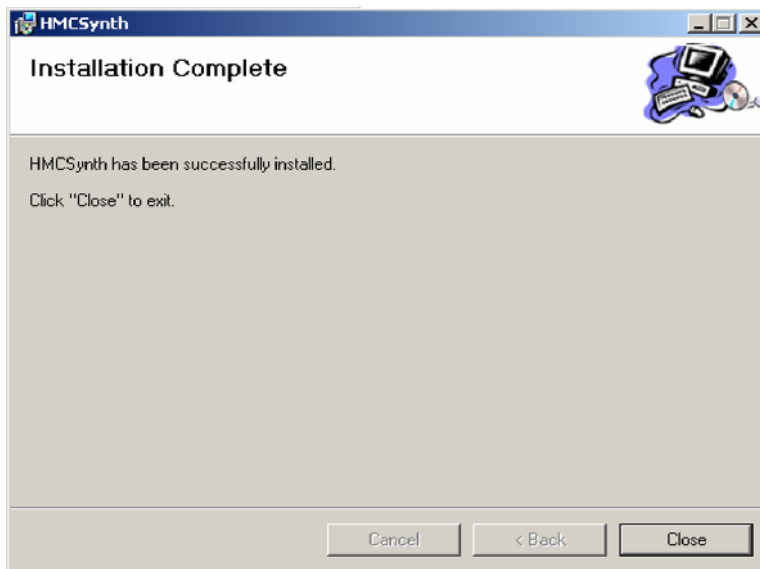 HMCSynth
Installation Complete
HMCSynth has been successfully installed.
Click "Close" to exit.
Cancel
< Back
Close